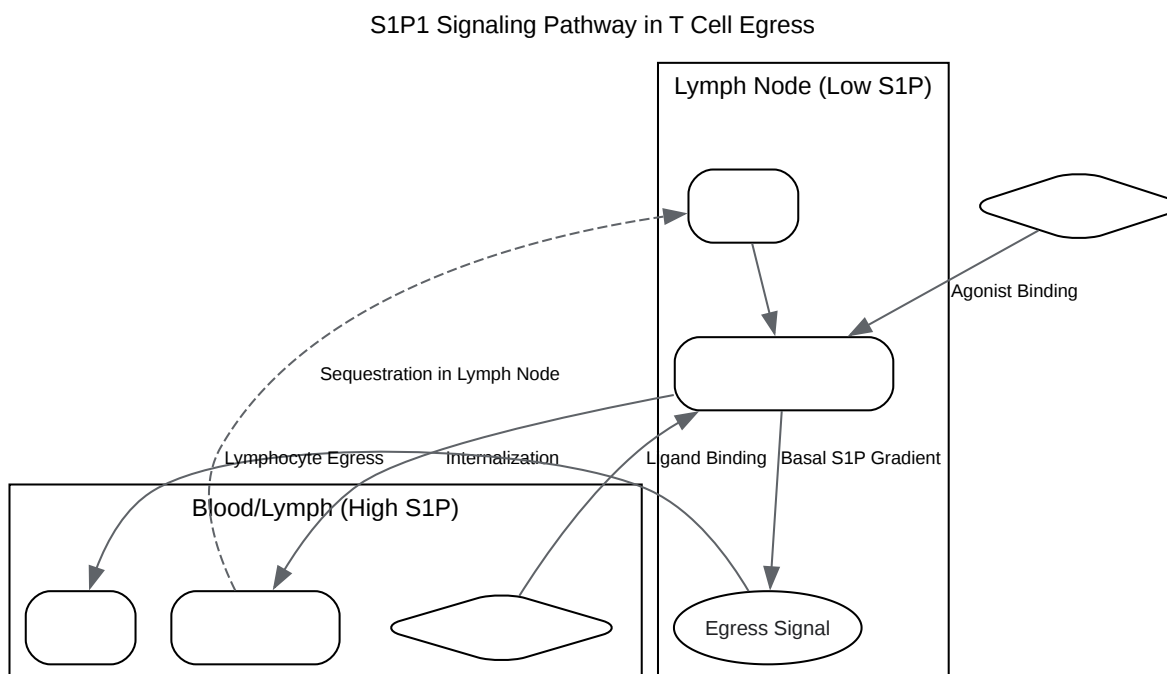 S1P1 Signaling Pathway in T Cell Egress
Lymph Node (Low S1P)
Agonist Binding
Sequestration in Lymph Node
Lymphocyte Egress
Internalization
Ligand Binding
Basal S1P Gradient
Blood/Lymph (High S1P)
Egress Signal